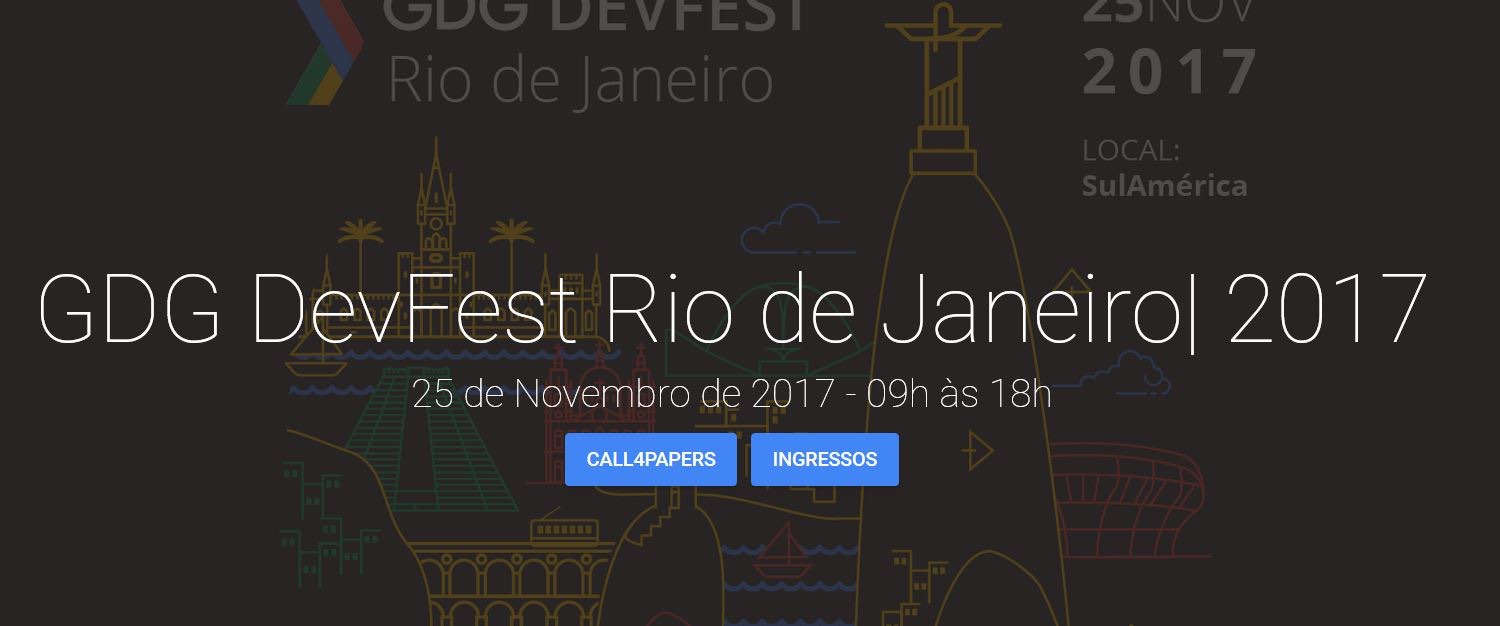 GDG DEVFEST
Rio de Janeiro
25NOV
2017
LOCAL:
SulAmérica
GDG DevFest Rio de Janeiro| 2017
25 de Novembro de 2017 - 09h às 18h
CALL4PAPERS
INGRESSOS